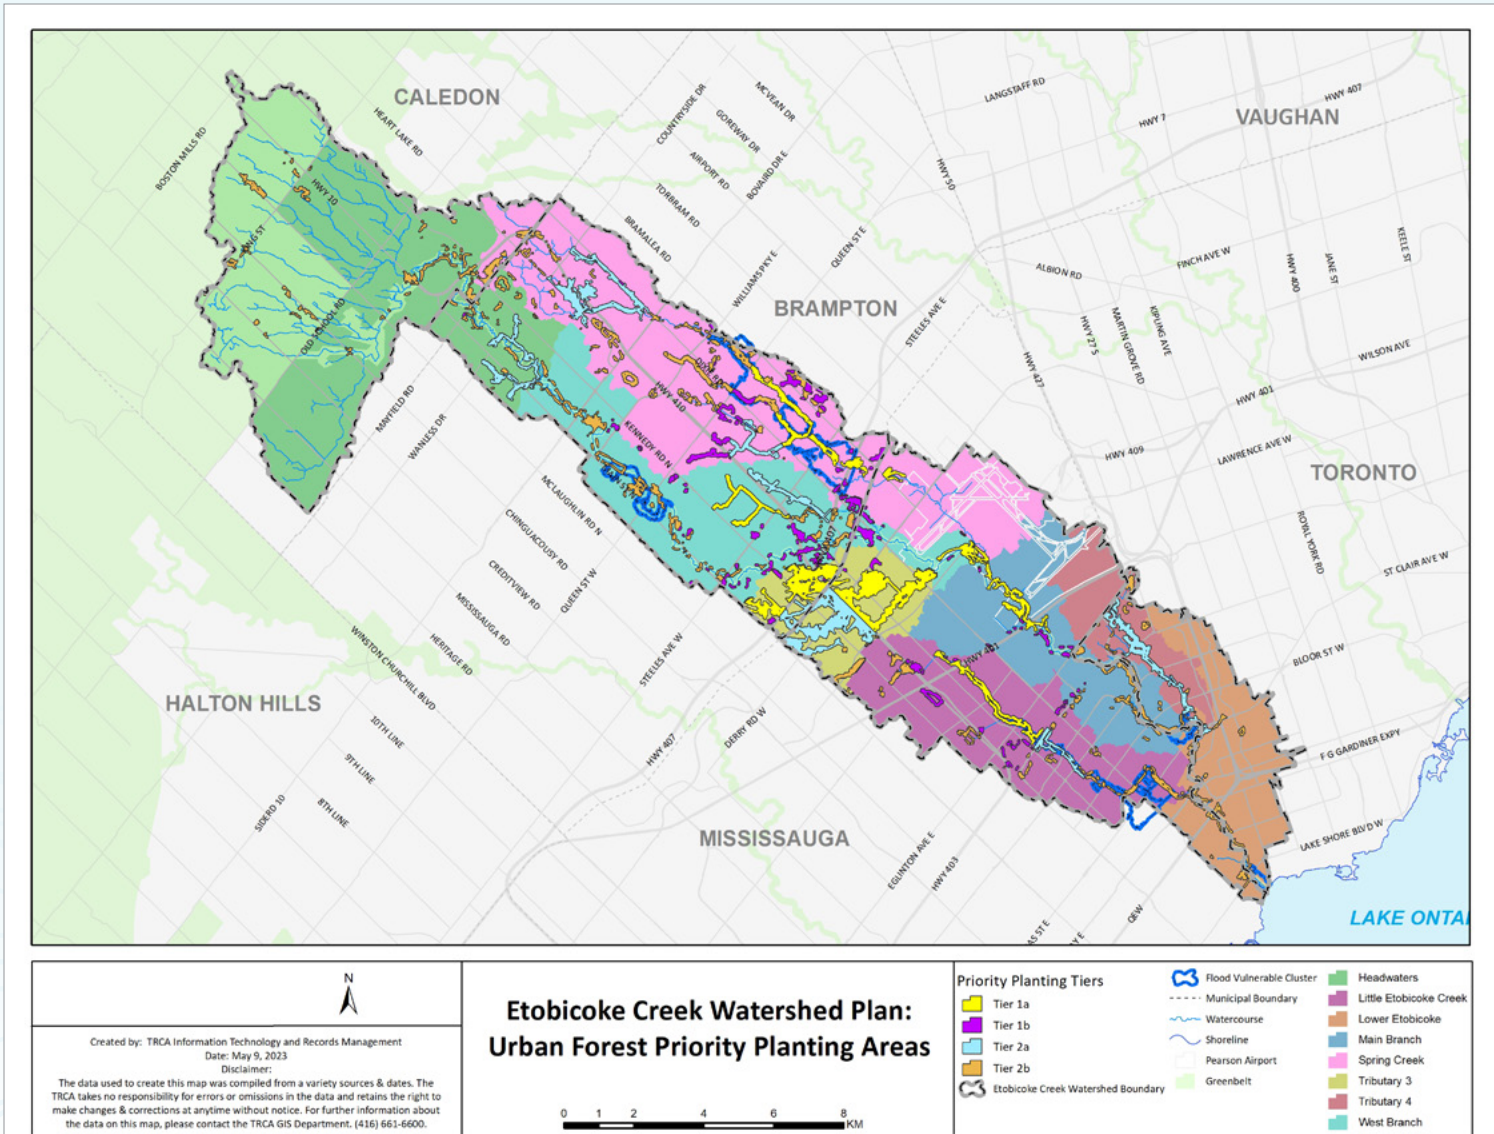 CALEDON
VAUGHAN
BRAMPTON
TORONTO
HALTON HILLS
MISSISSAUGA
LAKE ONTA
BOSTON MILLS RD
HEART LAKE RD
HWY 10
KING ST
OLD SCHOOL RD
MAYFIELD RD
WANLESS DR
COUNTRYSIDE DR
MCVEAN DR
GOREWAY DR
AIRPORT RD
BOVAIRD DR E
TORBRAM RD
BRAMALEA RD
WILLIAMS PKY E
QUEEN ST E
LANGSTAFF RD
HWY 7
HWY 407
HWY 50
ALBION RD
FINCH AVE W
HWY 400
JANE ST
KEELE ST
STEELES AVE E
HWY 427
HWY 27 S
MARTIN GROVE RD
KIPLING AVE
WILSON AVE
HWY 401
HWY 409
LAWRENCE AVE W
ROYAL YORK RD
ST CLAIR AVE W
BLOOR ST W
F G GARDINER EXPY
LAKE SHORE BLVD W
HWY 410
KENNEDY RD N
MCLAUGHLIN RD N
CHINGUACOUSY RD
CREDITVIEW RD
QUEEN ST W
MISSISSAUGA RD
HERITAGE RD
WINSTON CHURCHILL BLVD
STEELES AVE W
10TH LINE
9TH LINE
8TH LINE
SIDERD 10
HWY 407
DERRY RD W
EGLINTON AVE E
HWY 403
QEW
AS ST E
Y E
N
Created by: TRCA Information Technology and Records Management
Date: May 9, 2023
Disclaimer:
The data used to create this map was compiled from a variety sources & dates. The
TRCA takes no responsibility for errors or omissions in the data and retains the right to
make changes & corrections at anytime without notice. For further information about
the data on this map, please contact the TRCA GIS Department. (416) 661-6600.
Etobicoke Creek Watershed Plan:
Urban Forest Priority Planting Areas
0 1 2 4 6 8
KM
Priority Planting Tiers
Tier 1a
Tier 1b
Tier 2a
Tier 2b
Etobicoke Creek Watershed Boundary
Flood Vulnerable Cluster
Municipal Boundary
Watercourse
Shoreline
Pearson Airport
Greenbelt
Headwaters
Little Etobicoke Creek
Lower Etobicoke
Main Branch
Spring Creek
Tributary 3
Tributary 4
West Branch